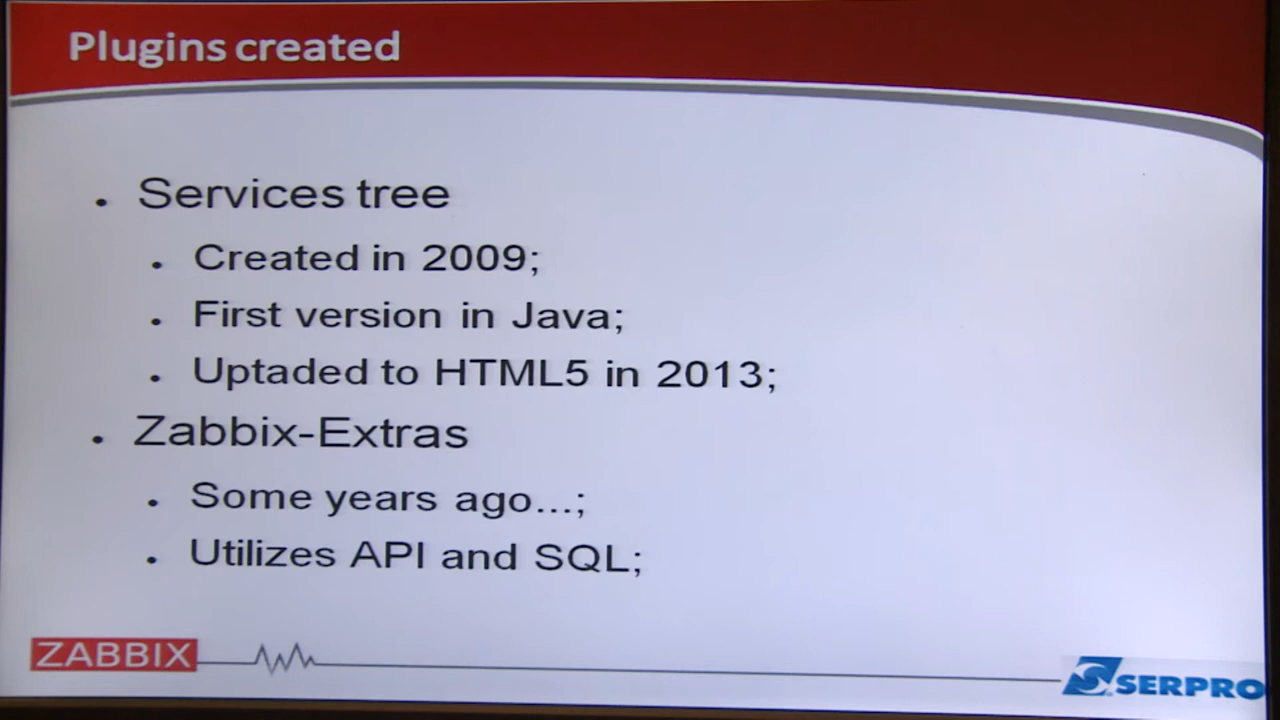 Plugins created
• Services tree
• Created in 2009;
• First version in Java;
• Uptaded to HTML5 in 2013;
• Zabbix-Extras
• Some years ago...;
• Utilizes API and SQL;
ZABBIX
SERPRO